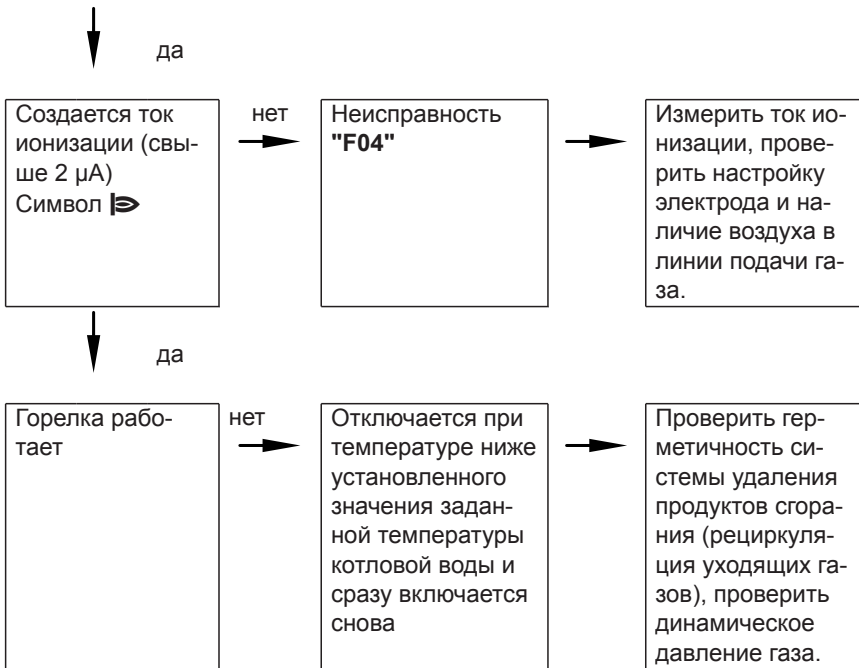 да
Создается ток
ионизации (свы-
ше 2 μA)
Символ
нет
Неисправность
"F04"
Измерить ток ио-
низации, прове-
рить настройку
электрода и на-
личие воздуха в
линии подачи га-
за.
да
Горелка рабо-
тает
нет
Отключается при
температуре ниже
установленного
значения задан-
ной температуры
котловой воды и
сразу включается
снова
Проверить гер-
метичность си-
стемы удаления
продуктов сгора-
ния (рециркуля-
ция уходящих га-
зов), проверить
динамическое
давление газа.